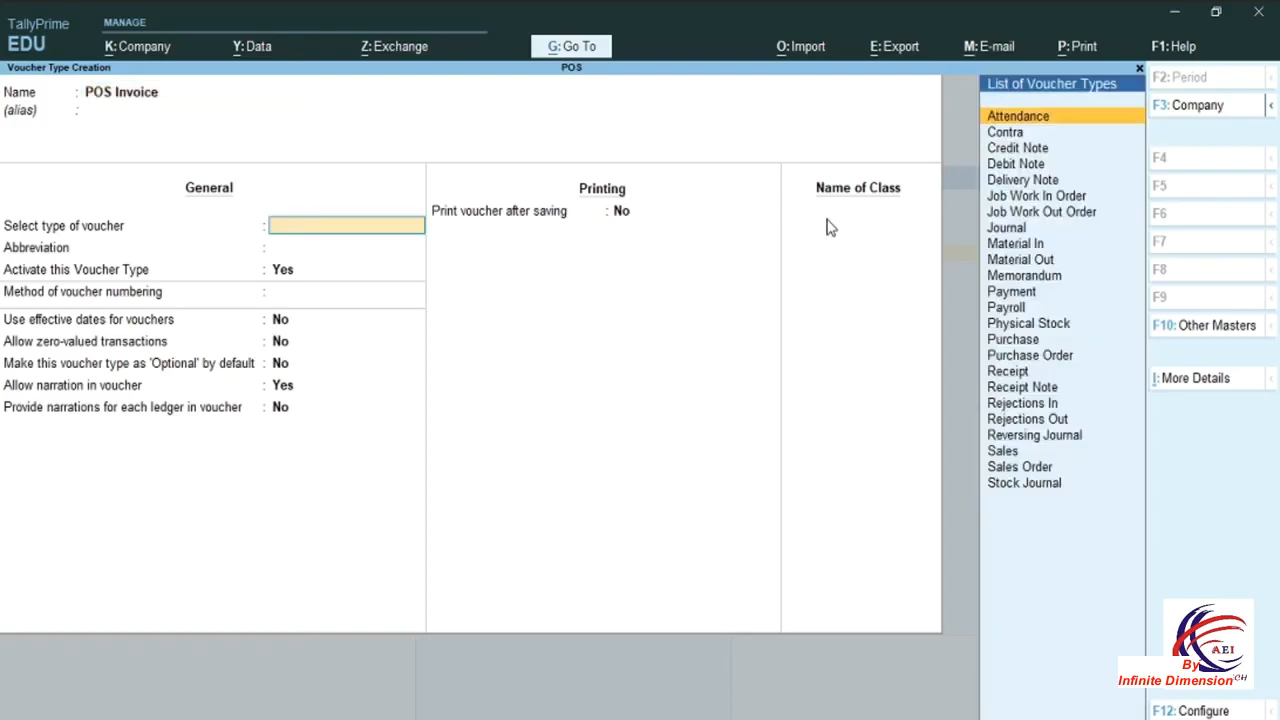 TallyPrime
EDU
MANAGE
K: Company
Y: Data
Z: Exchange
G: Go To
O: Import
E: Export
M: E-mail
P: Print
F1: Help
Voucher Type Creation
POS
Name : POS Invoice
(alias) :
General
Select type of voucher :
Abbreviation :
Activate this Voucher Type : Yes
Method of voucher numbering :
Use effective dates for vouchers : No
Allow zero-valued transactions : No
Make this voucher type as 'Optional' by default : No
Allow narration in voucher : Yes
Provide narrations for each ledger in voucher : No
Printing
Print voucher after saving : No
Name of Class
List of Voucher Types
Attendance
Contra
Credit Note
Debit Note
Delivery Note
Job Work In Order
Job Work Out Order
Journal
Material In
Material Out
Memorandum
Payment
Payroll
Physical Stock
Purchase
Purchase Order
Receipt
Receipt Note
Rejections In
Rejections Out
Reversing Journal
Sales
Sales Order
Stock Journal
F2: Period
F3: Company
F4
F5
F6
F7
F8
F9
F10: Other Masters
I: More Details
F12: Configure
AEI
By
Infinite Dimension